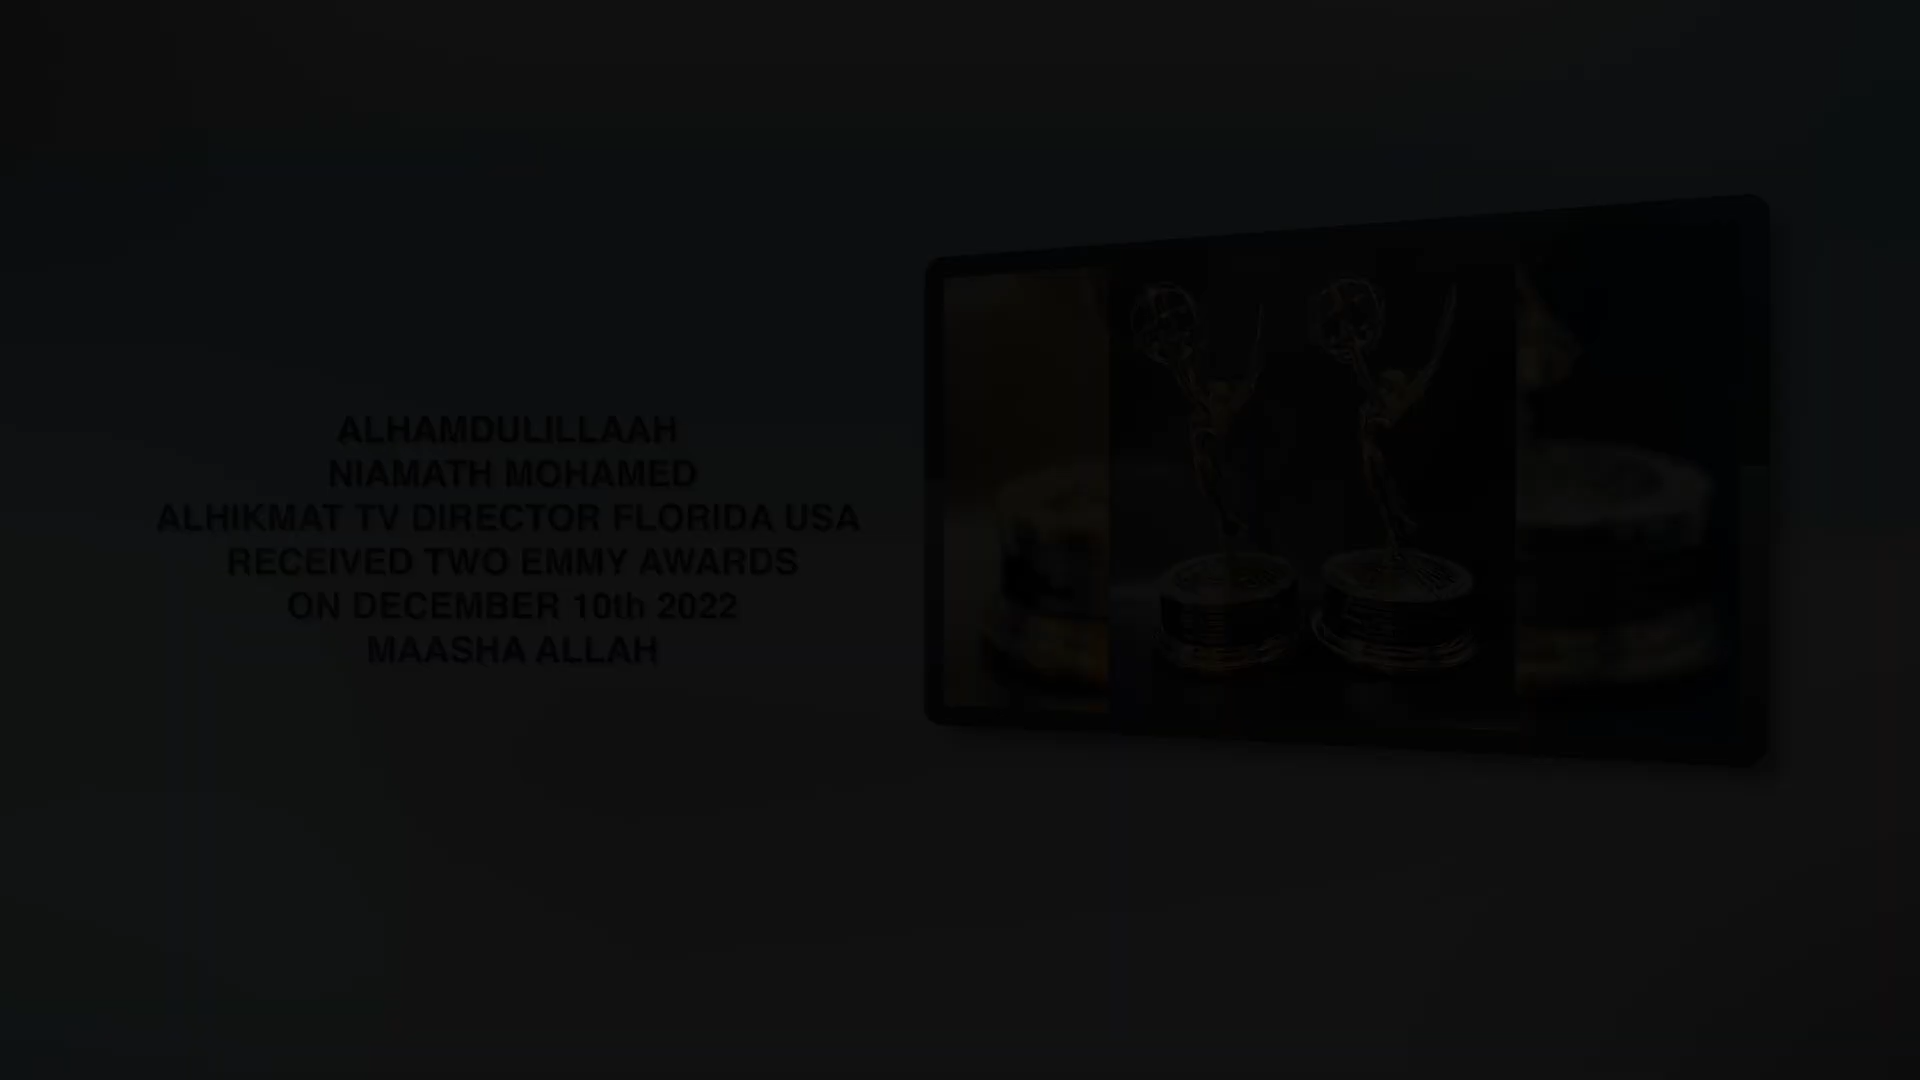 ALHAMDULILLAAH
NIAMATH MOHAMED
ALHIKMAT TV DIRECTOR FLORIDA USA
RECEIVED TWO EMMY AWARDS
ON DECEMBER 10th 2022
MAASHA ALLAH